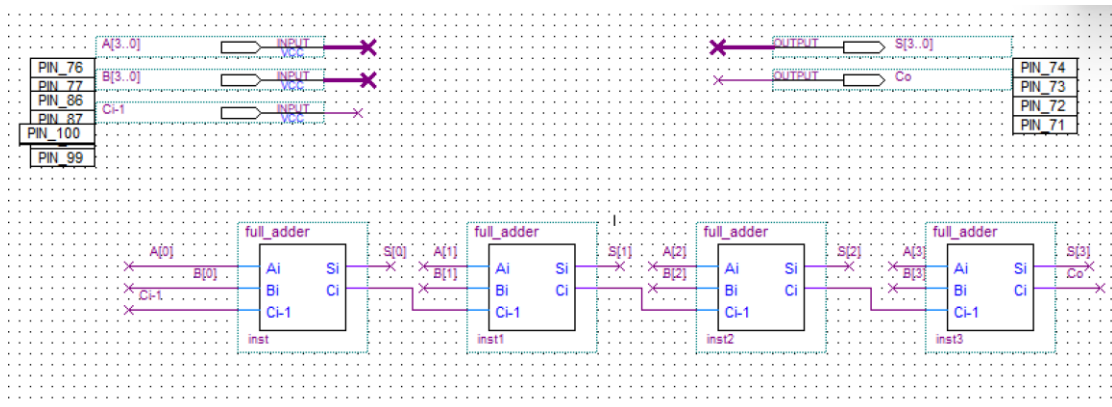 A[3..0] INPUT VCC
OUTPUT S[3..0]
PIN_76
PIN_77
B[3..0] INPUT VCC
OUTPUT Co
PIN_74
PIN_73
PIN_86
PIN_87
Ci-1 INPUT VCC
PIN_72
PIN_71
PIN_100
PIN_99
full_adder full_adder full_adder full_adder
A[0] S[0] A[1] S[1] A[2] S[2] A[3] S[3]
B[0] Ai Si B[1] Ai Si B[2] Ai Si B[3] Ai Si Co
Ci-1 Bi Ci Bi Ci Bi Ci Bi Ci
Ci-1 Ci-1 Ci-1 Ci-1
inst inst1 inst2 inst3